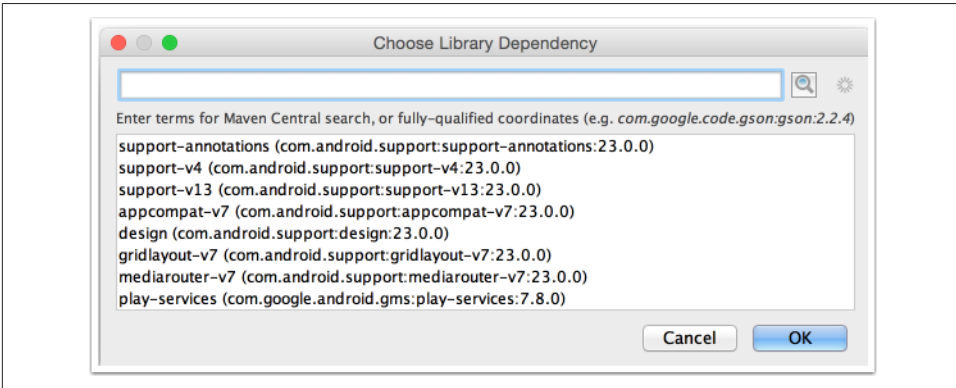 Choose Library Dependency
Enter terms for Maven Central search, or fully-qualified coordinates (e.g. com.google.code.gson:gson:2.2.4)
support-annotations (com.android.support:support-annotations:23.0.0)
support-v4 (com.android.support:support-v4:23.0.0)
support-v13 (com.android.support:support-v13:23.0.0)
appcompat-v7 (com.android.support:appcompat-v7:23.0.0)
design (com.android.support:design:23.0.0)
gridlayout-v7 (com.android.support:gridlayout-v7:23.0.0)
mediarouter-v7 (com.android.support:mediarouter-v7:23.0.0)
play-services (com.google.android.gms:play-services:7.8.0)
Cancel OK